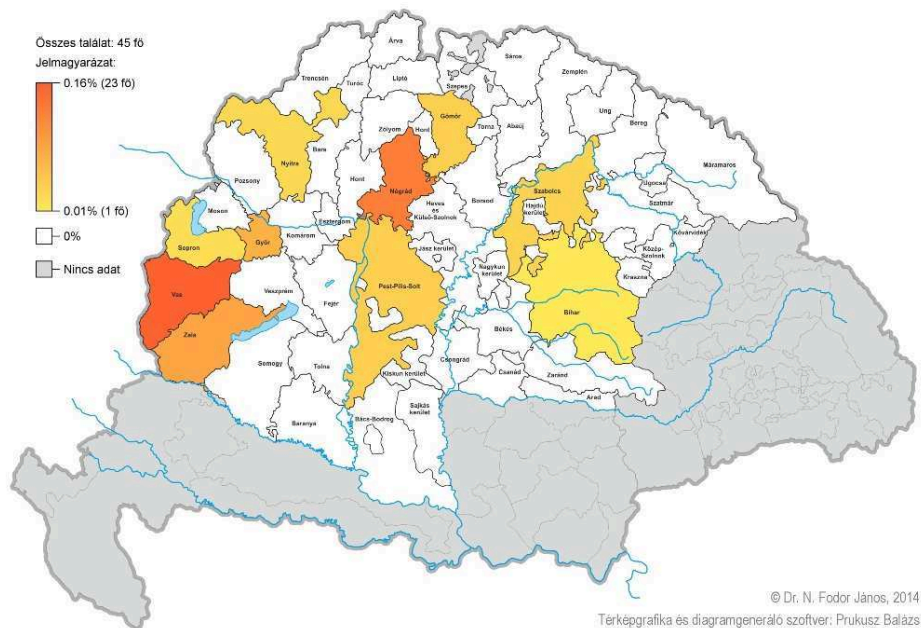 Összes találat: 45 fő
Jelmagyarázat:
0.16% (23 fő)
0.01% (1 fő)
0%
Nincs adat
Árva
Sáros
Trencsén
Turóc
Liptó
Szepes
Zemplén
Gömör
Ung
Zólyom
Hont
Torna
Abaúj
Bereg
Bars
Nyitra
Máramaros
Pozsony
Hont
Nógrád
Szabolcs
Ugocsa
Borsod
Hajdú
kerület
Szatmár
Moson
Heves
és
Külső-Szolnok
Esztergom
Kővárvidék
Sopron
Győr
Komárom
Jász kerület
Közép-
Szolnok
Nagykun
kerület
Kraszna
Vas
Veszprém
Fejér
Pest-Pilis-Solt
Bihar
Zala
Békés
Somogy
Tolna
Csongrád
Kiskun kerület
Csanád
Zaránd
Arad
Baranya
Bács-Bodrog
Sajkás
kerület
© Dr. N. Fodor János, 2014
Térképgrafika és diagramgeneráló szoftver: Prukusz Balázs